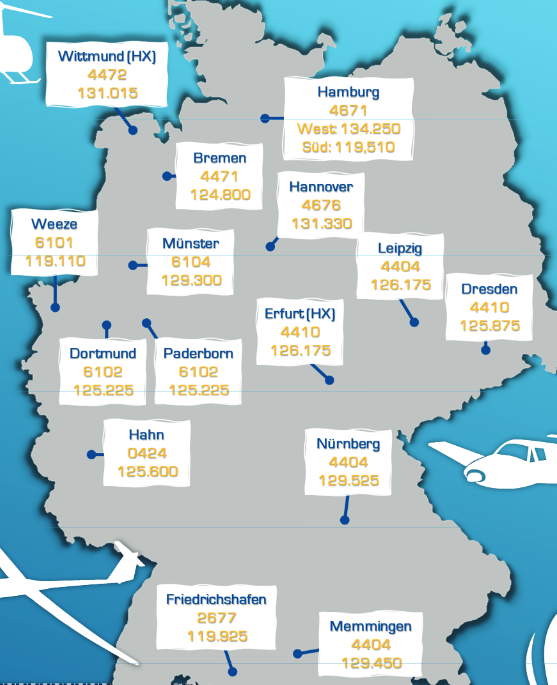 Wittmund (HX)
4472
131.015
Hamburg
4671
West: 134.250
Süd: 119,510
Bremen
4471
124.800
Hannover
4676
131.330
Weeze
6101
119.110
Münster
6104
129.300
Leipzig
4404
126.175
Dresden
4410
125.875
Erfurt (HX)
4410
126.175
Dortmund
6102
125.225
Paderborn
6102
125.225
Hahn
0424
125.600
Nürnberg
4404
129.525
Friedrichshafen
2677
119.925
Memmingen
4404
129.450